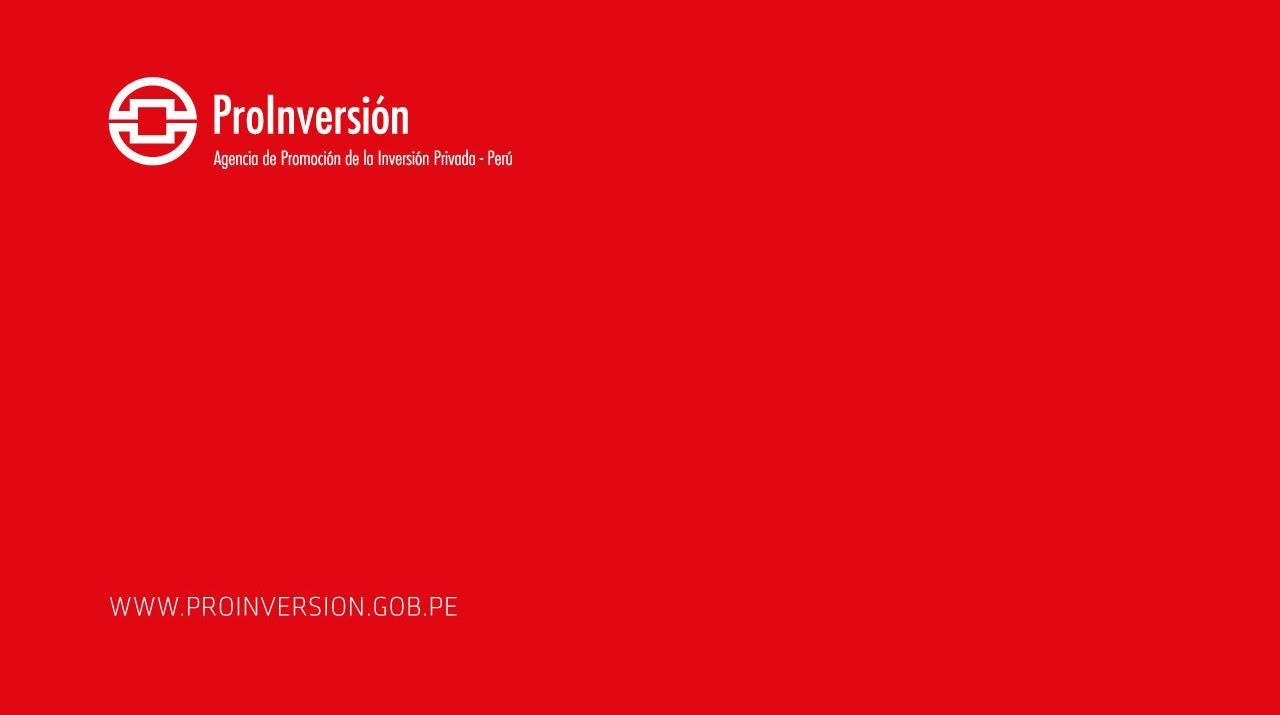 ProInversión
Agencia de Promoción de la Inversión Privada - Perú
WWW.PROINVERSION.GOB.PE